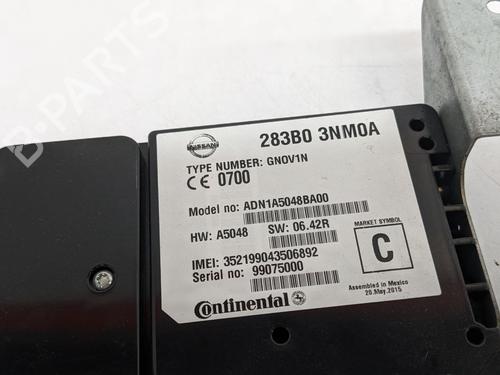 NISSAN
283B0 3NM0A
TYPE NUMBER: GNOV1N
CE 0700
Model no: ADN1A5048BA00
HW: A5048 SW: 06.42R
IMEI: 352199043506892
Serial no: 99075000
MARKET SYMBOL
C
Continental
Assembled in Mexico
20.May.2015
B-PARTS